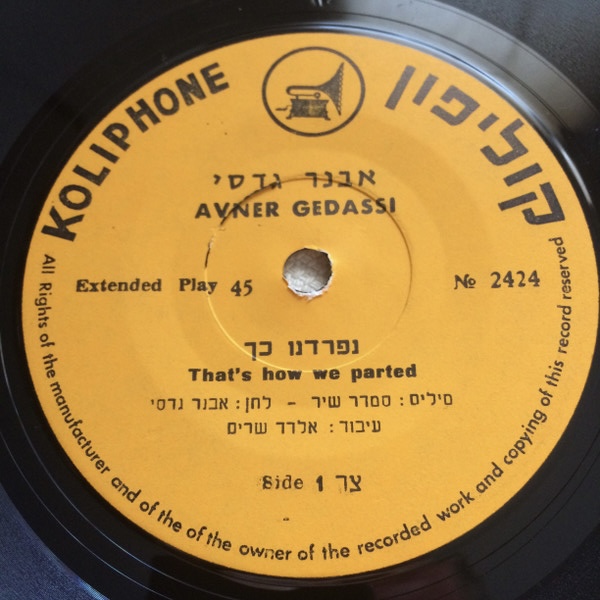 KOLIPHONE
קוליפון
אבנר גדסי
AVNER GEDASSI
Extended Play 45
№ 2424
נפרדנו כך
That's how we parted
מילים : סמדר שיר - לחן : אבנר גדסי
עיבוד : אלדד שרים
Side 1 צד
All Rights of the manufacturer and of the of the owner of the recorded work and copying of this record reserved